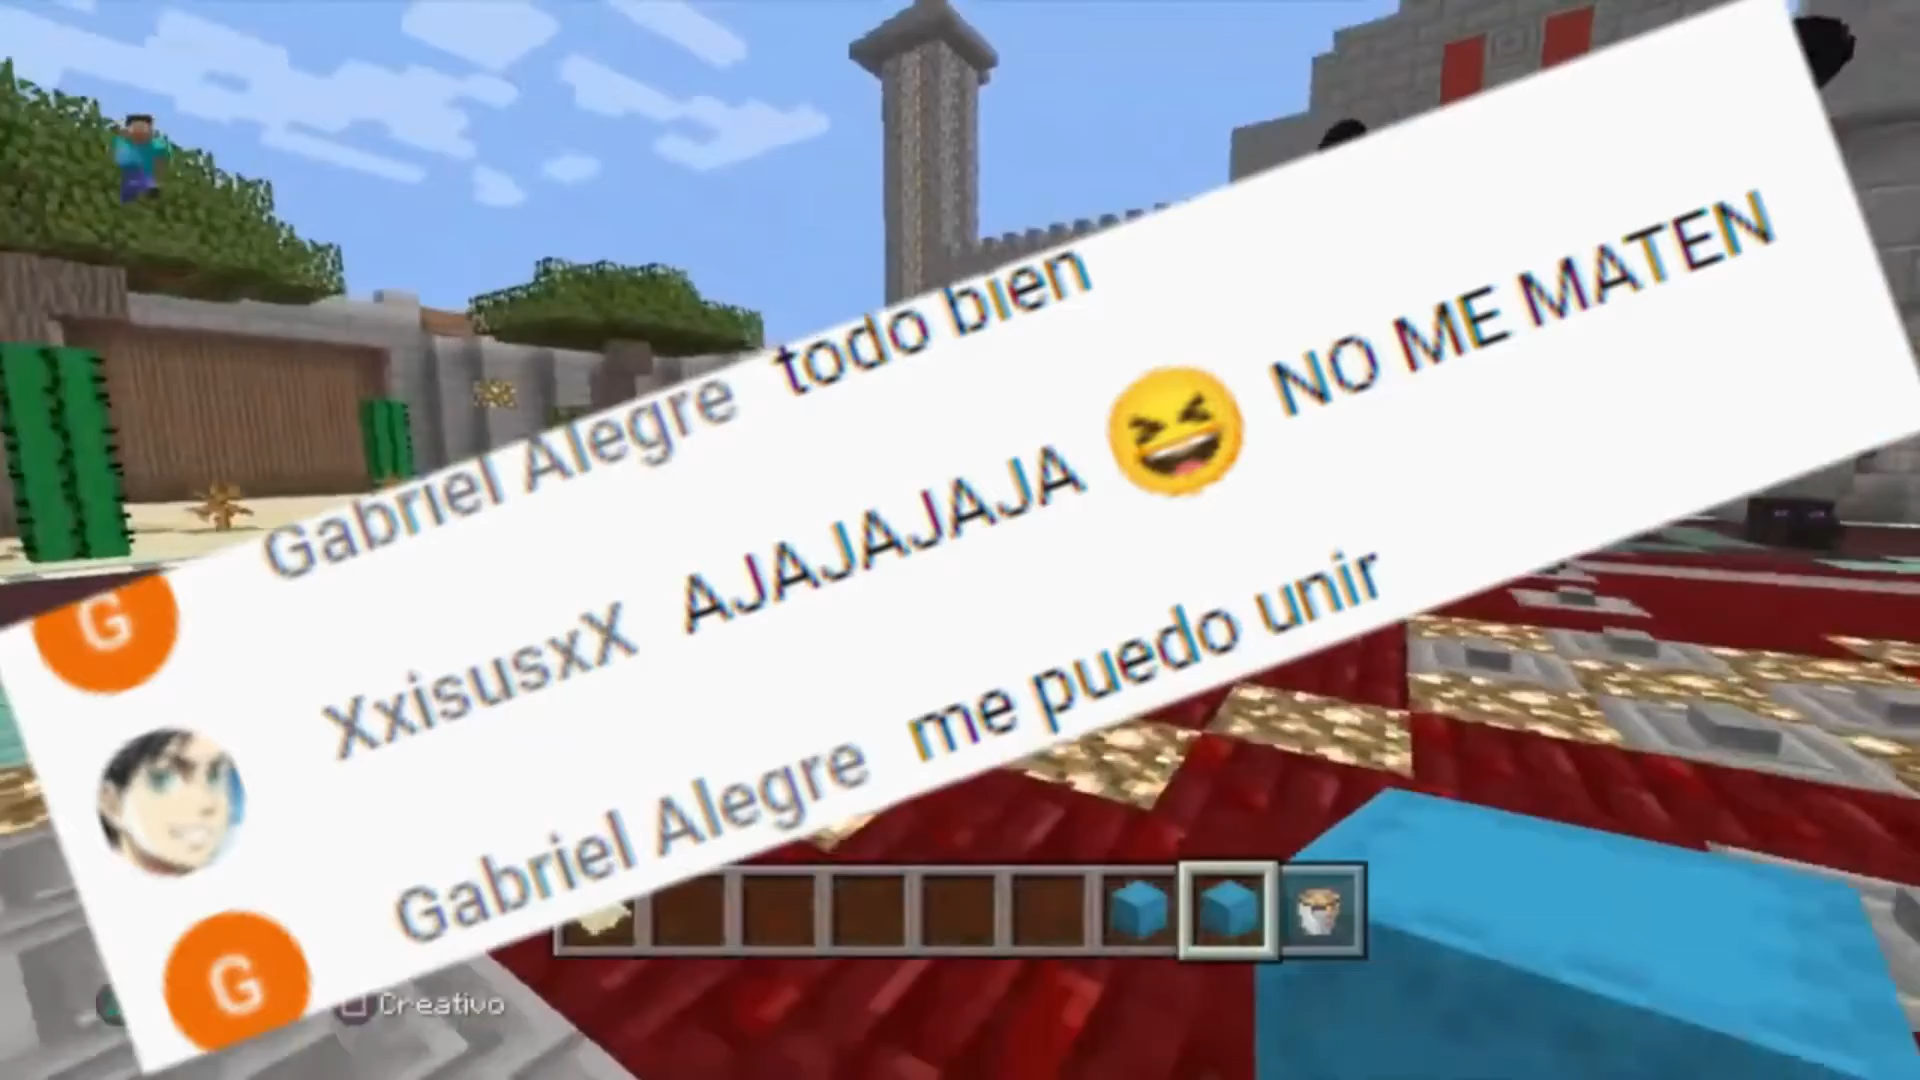 Gabriel Alegre todo bien
G
XxisusxX AJAJAJAJA 😆 NO ME MATEN
Gabriel Alegre me puedo unir
G
Creativo